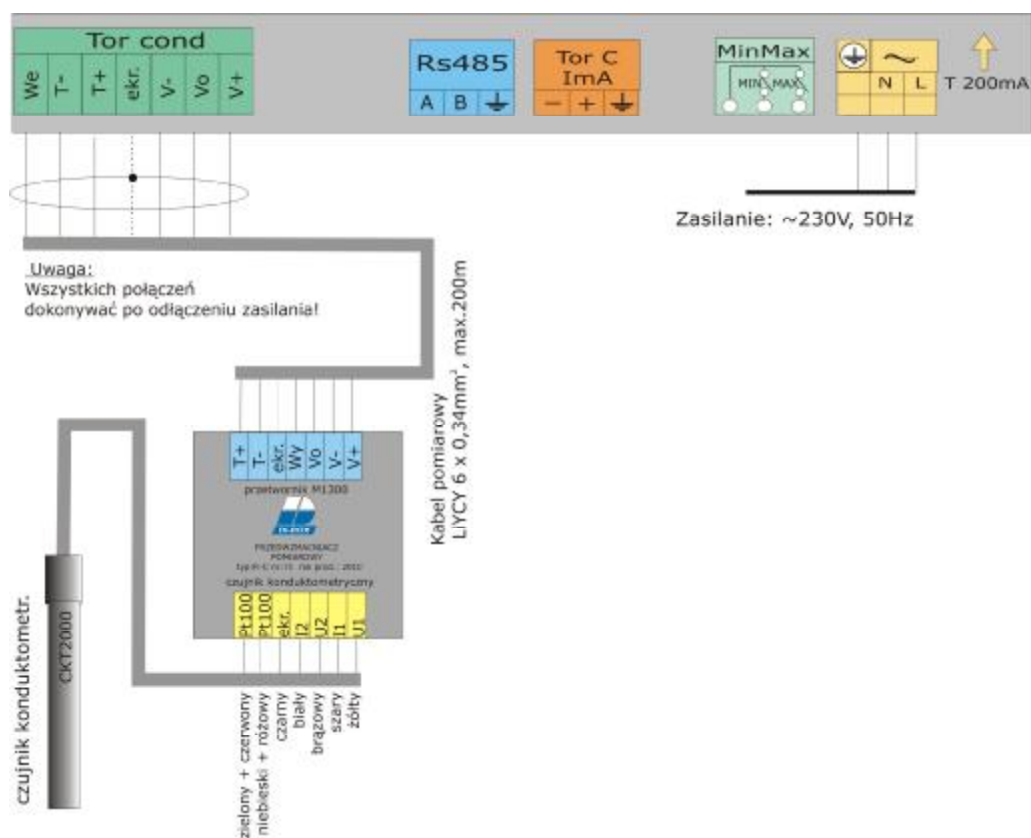 Tor cond
We T- T+ ekr. V- Vo V+
Rs485
A B
Tor C
ImA
- +
MinMax
MIN MAX
~
N L
T 200mA
Zasilanie: ~230V, 50Hz
Uwaga:
Wszystkich połączeń
dokonywać po odłączeniu zasilania!
Kabel pomiarowy
LIYCY 6 x 0,34mm², max.200m
T+ T- ekr. Wy Vo V- V+
przetwornik M1300
PRZEDWZMACNIACZ
POMIAROWY
czujnik konduktometryczny
Pt100 Pt100 ekr. I2 U2 I1 U1
czujnik konduktometr.
CKT2000
zielony + czerwony
niebieski + różowy
czarny
biały
brązowy
szary
żółty